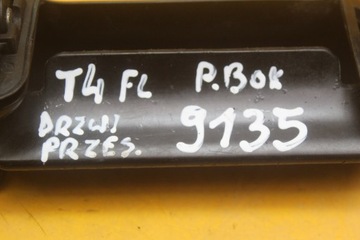 T4 FL P.BOK
DRZWI 9135
PRZES.